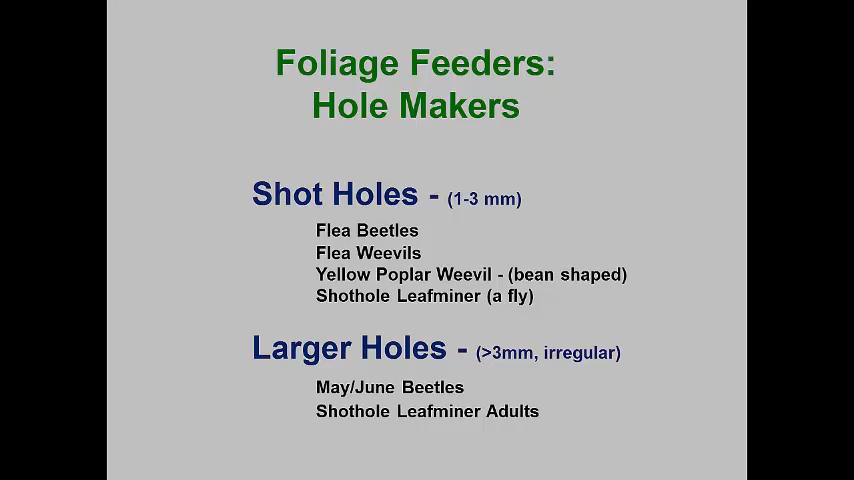 Foliage Feeders:
Hole Makers
Shot Holes - (1-3 mm)
Flea Beetles
Flea Weevils
Yellow Poplar Weevil - (bean shaped)
Shothole Leafminer (a fly)
Larger Holes - (>3mm, irregular)
May/June Beetles
Shothole Leafminer Adults